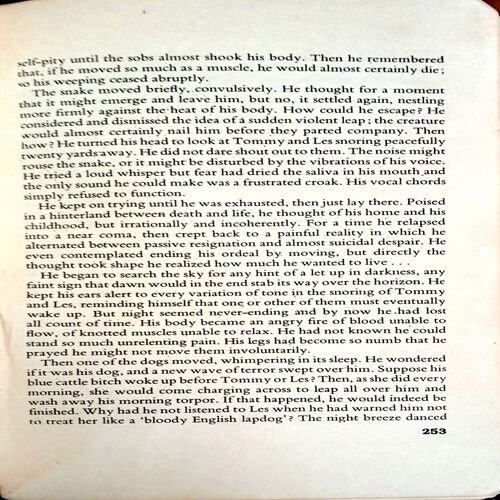 self-pity until the sobs almost shook his body. Then he remembered
that, if he moved so much as a muscle, he would almost certainly die;
so his weeping ceased abruptly.
The snake moved briefly, convulsively. He thought for a moment
that it might emerge and leave him, but no, it settled again, nestling
more firmly against the heat of his body. How could he escape? He
considered and dismissed the idea of a sudden violent leap; the creature
would almost certainly nail him before they parted company. Then
how? He turned his head to look at Tommy and Les snoring peacefully
twenty yards away. He did not dare shout out to them. The noise might
rouse the snake, or it might be disturbed by the vibrations of his voice.
He tried a loud whisper but fear had dried the saliva in his mouth and
the only sound he could make was a frustrated croak. His vocal chords
simply refused to function.
He kept on trying until he was exhausted, then just lay there. Poised
in a hinterland between death and life, he thought of his home and his
childhood, but irrationally and incoherently. For a time he relapsed
into a near coma, then crept back to a painful reality in which he
alternated between passive resignation and almost suicidal despair. He
even contemplated ending his ordeal by moving, but directly the
thought took shape he realized how much he wanted to live . . .
He began to search the sky for any hint of a let up in darkness, any
faint sign that dawn would in the end stab its way over the horizon. He
kept his ears alert to every variation of tone in the snoring of Tommy
and Les, reminding himself that one or other of them must eventually
wake up. But night seemed never-ending and by now he had lost
all count of time. His body became an angry fire of blood unable to
flow, of knotted muscles unable to relax. He had not known he could
stand so much unrelenting pain. His legs had become so numb that he
prayed he might not move them involuntarily.
Then one of the dogs moved, whimpering in its sleep. He wondered
if it was his dog, and a new wave of terror swept over him. Suppose his
blue cattle bitch woke up before Tommy or Les? Then, as she did every
morning, she would come charging across to leap all over him and
wash away his morning torpor. If that happened, he would indeed be
finished. Why had he not listened to Les when he had warned him not
to treat her like a 'bloody English lapdog'? The night breeze danced
253